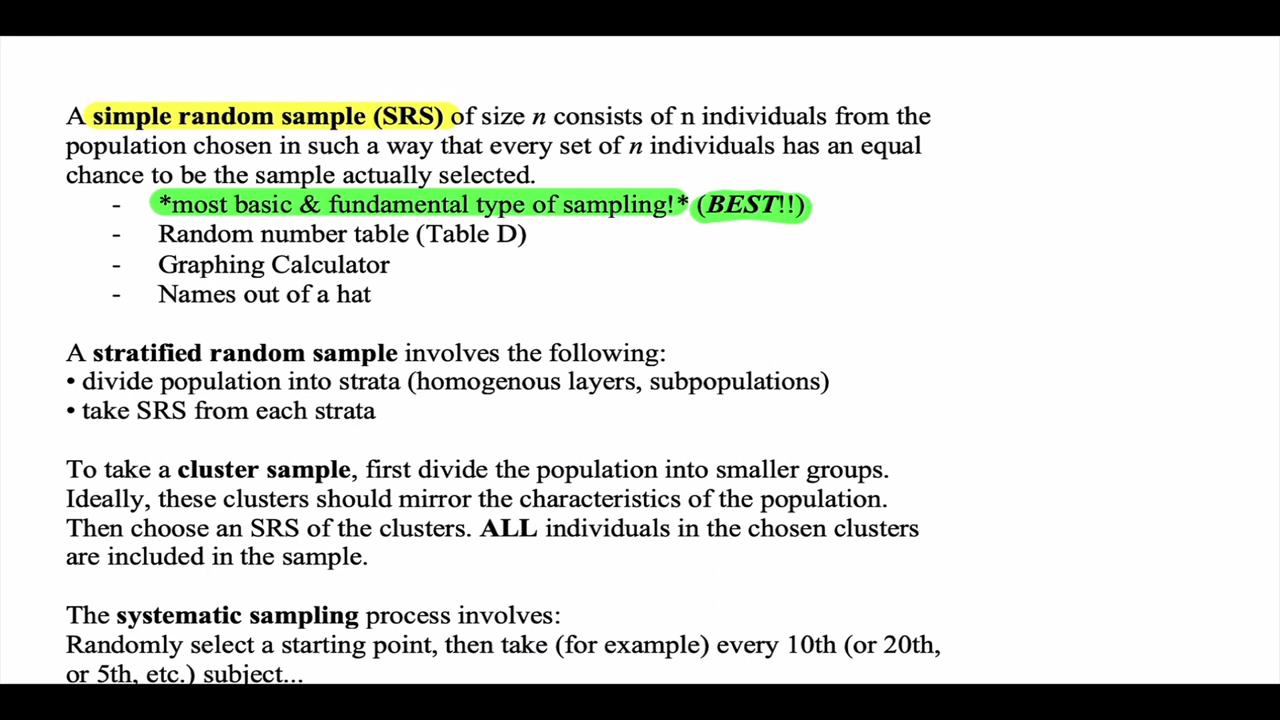 A simple random sample (SRS) of size n consists of n individuals from the
population chosen in such a way that every set of n individuals has an equal
chance to be the sample actually selected.
- *most basic & fundamental type of sampling!* (BEST!!)
- Random number table (Table D)
- Graphing Calculator
- Names out of a hat
A stratified random sample involves the following:
• divide population into strata (homogenous layers, subpopulations)
• take SRS from each strata
To take a cluster sample, first divide the population into smaller groups.
Ideally, these clusters should mirror the characteristics of the population.
Then choose an SRS of the clusters. ALL individuals in the chosen clusters
are included in the sample.
The systematic sampling process involves:
Randomly select a starting point, then take (for example) every 10th (or 20th,
or 5th, etc.) subject...